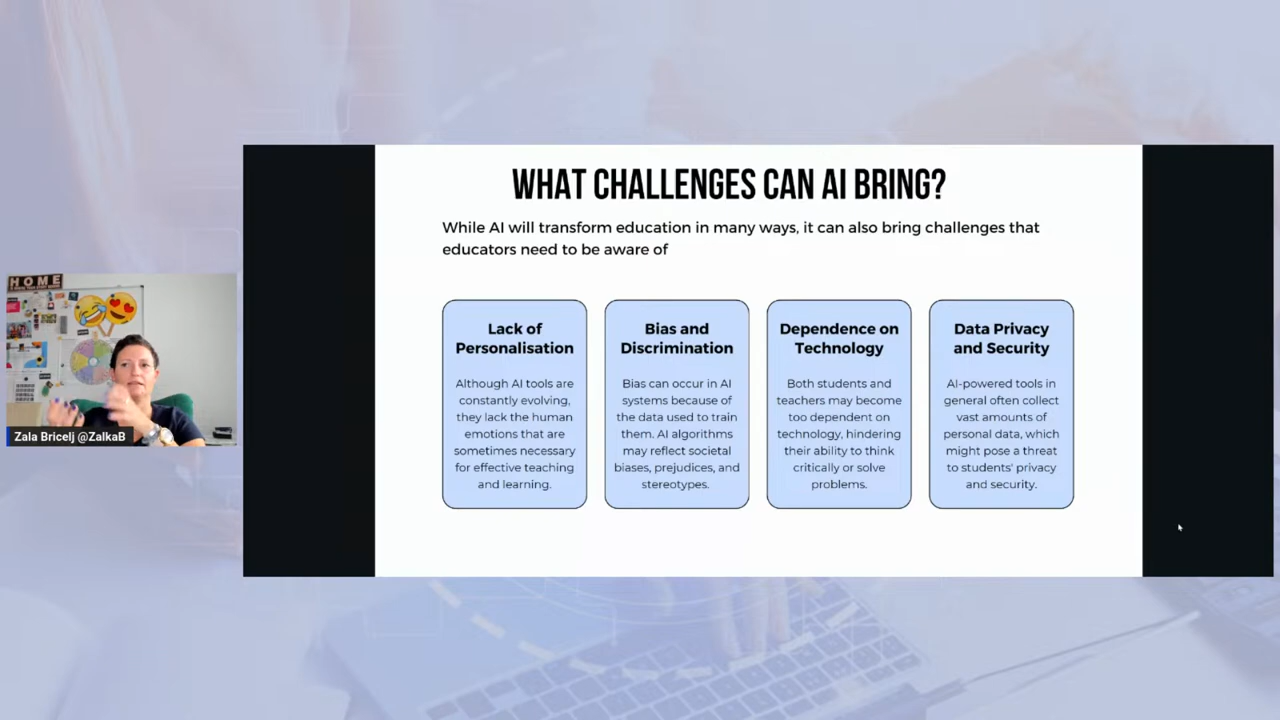 WHAT CHALLENGES CAN AI BRING?
While AI will transform education in many ways, it can also bring challenges that
educators need to be aware of
Lack of
Personalisation
Although AI tools are
constantly evolving,
they lack the human
emotions that are
sometimes necessary
for effective teaching
and learning.
Bias and
Discrimination
Bias can occur in AI
systems because of
the data used to train
them. AI algorithms
may reflect societal
biases, prejudices, and
stereotypes.
Dependence on
Technology
Both students and
teachers may become
too dependent on
technology, hindering
their ability to think
critically or solve
problems.
Data Privacy
and Security
AI-powered tools in
general often collect
vast amounts of
personal data, which
might pose a threat
to students' privacy
and security.
HOME
Zala Bricelj @ZalkaB